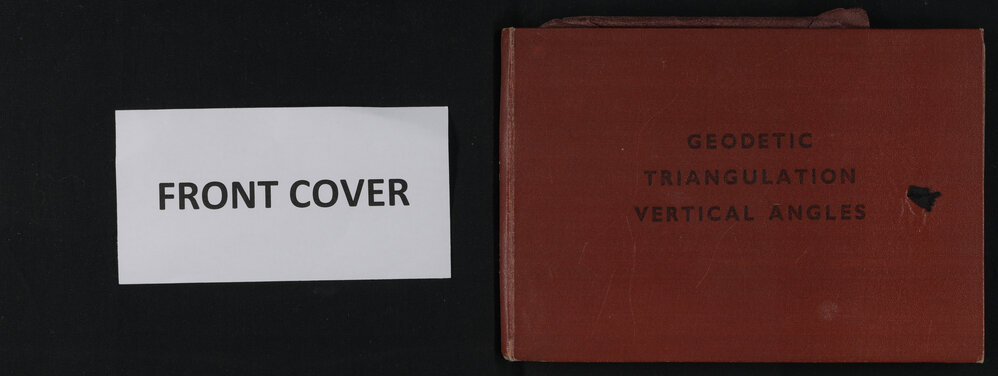 FRONT COVER
GEODETIC
TRIANGULATION
VERTICAL ANGLES